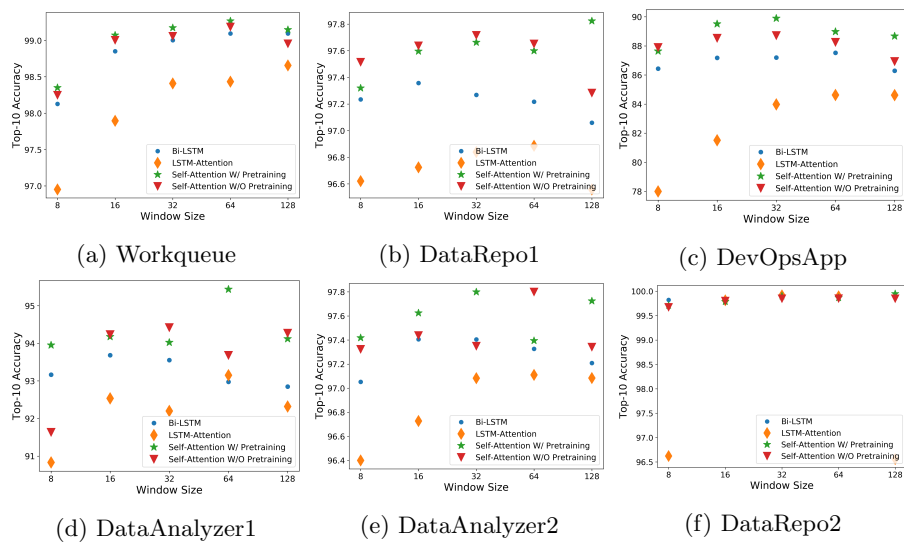 99.0
98.5
98.0
97.5
97.0
Top-10 Accuracy
Bi-LSTM
LSTM-Attention
Self-Attention W/ Pretraining
Self-Attention W/O Pretraining
8 16 32 64 128
Window Size
(a) Workqueue
97.8
97.6
97.4
97.2
97.0
96.8
96.6
Top-10 Accuracy
Bi-LSTM
LSTM-Attention
Self-Attention W/ Pretraining
Self-Attention W/O Pretraining
8 16 32 64 128
Window Size
(b) DataRepo1
90
88
86
84
82
80
78
Top-10 Accuracy
Bi-LSTM
LSTM-Attention
Self-Attention W/ Pretraining
Self-Attention W/O Pretraining
8 16 32 64 128
Window Size
(c) DevOpsApp
95
94
93
92
91
Top-10 Accuracy
Bi-LSTM
LSTM-Attention
Self-Attention W/ Pretraining
Self-Attention W/O Pretraining
8 16 32 64 128
Window Size
(d) DataAnalyzer1
97.8
97.6
97.4
97.2
97.0
96.8
96.6
96.4
Top-10 Accuracy
Bi-LSTM
LSTM-Attention
Self-Attention W/ Pretraining
Self-Attention W/O Pretraining
8 16 32 64 128
Window Size
(e) DataAnalyzer2
100.0
99.5
99.0
98.5
98.0
97.5
97.0
96.5
Top-10 Accuracy
Bi-LSTM
LSTM-Attention
Self-Attention W/ Pretraining
Self-Attention W/O Pretraining
8 16 32 64 128
Window Size
(f) DataRepo2